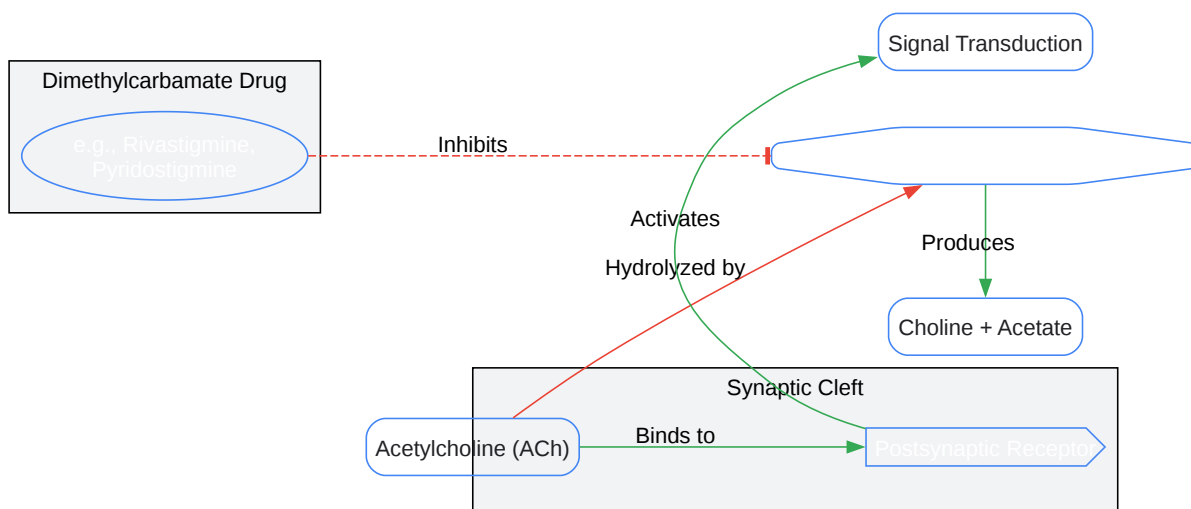 Signal Transduction
Dimethylcarbamate Drug
e.g., Rivastigmine,
Pyridostigmine
Inhibits
Activates
Produces
Hydrolyzed by
Choline + Acetate
Synaptic Cleft
Acetylcholine (ACh)
Binds to
Postsynaptic Receptor